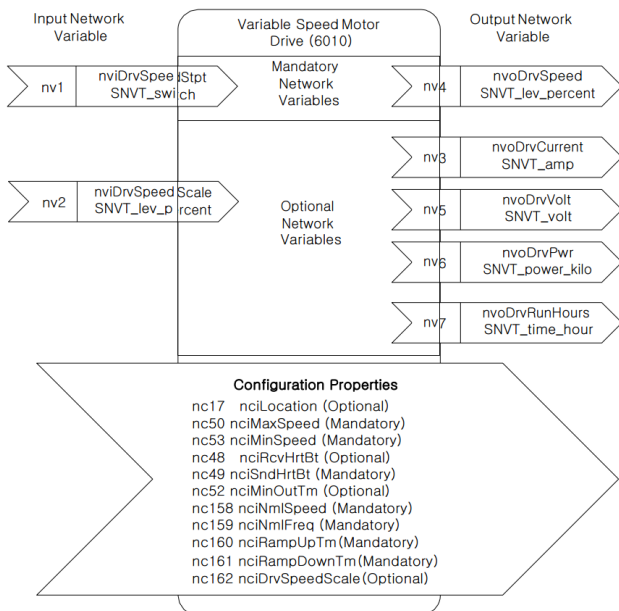 Input Network
Variable
Variable Speed Motor
Drive (6010)
Output Network
Variable
nv1
nviDrvSpeedStpt
SNVT_switch
Mandatory
Network
Variables
nv4
nvoDrvSpeed
SNVT_lev_percent
nv3
nvoDrvCurrent
SNVT_amp
nv2
nviDrvSpeedScale
SNVT_lev_percent
Optional
Network
Variables
nv5
nvoDrvVolt
SNVT_volt
nv6
nvoDrvPwr
SNVT_power_kilo
nv7
nvoDrvRunHours
SNVT_time_hour
Configuration Properties
nc17 nciLocation (Optional)
nc50 nciMaxSpeed (Mandatory)
nc53 nciMinSpeed (Mandatory)
nc48 nciRcvHrtBt (Optional)
nc49 nciSndHrtBt (Mandatory)
nc52 nciMinOutTm (Optional)
nc158 nciNmlSpeed (Mandatory)
nc159 nciNmlFreq (Mandatory)
nc160 nciRampUpTm (Mandatory)
nc161 nciRampDownTm(Mandatory)
nc162 nciDrvSpeedScale(Optional)